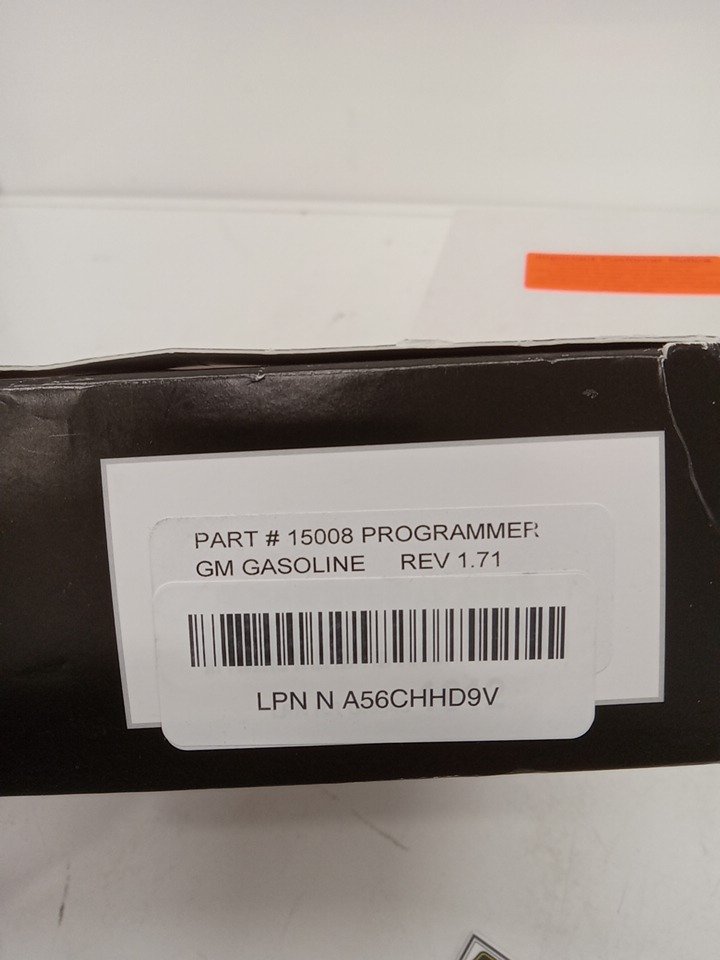 PART # 15008 PROGRAMMER
GM GASOLINE REV 1.71
LPN N A56CHHD9V